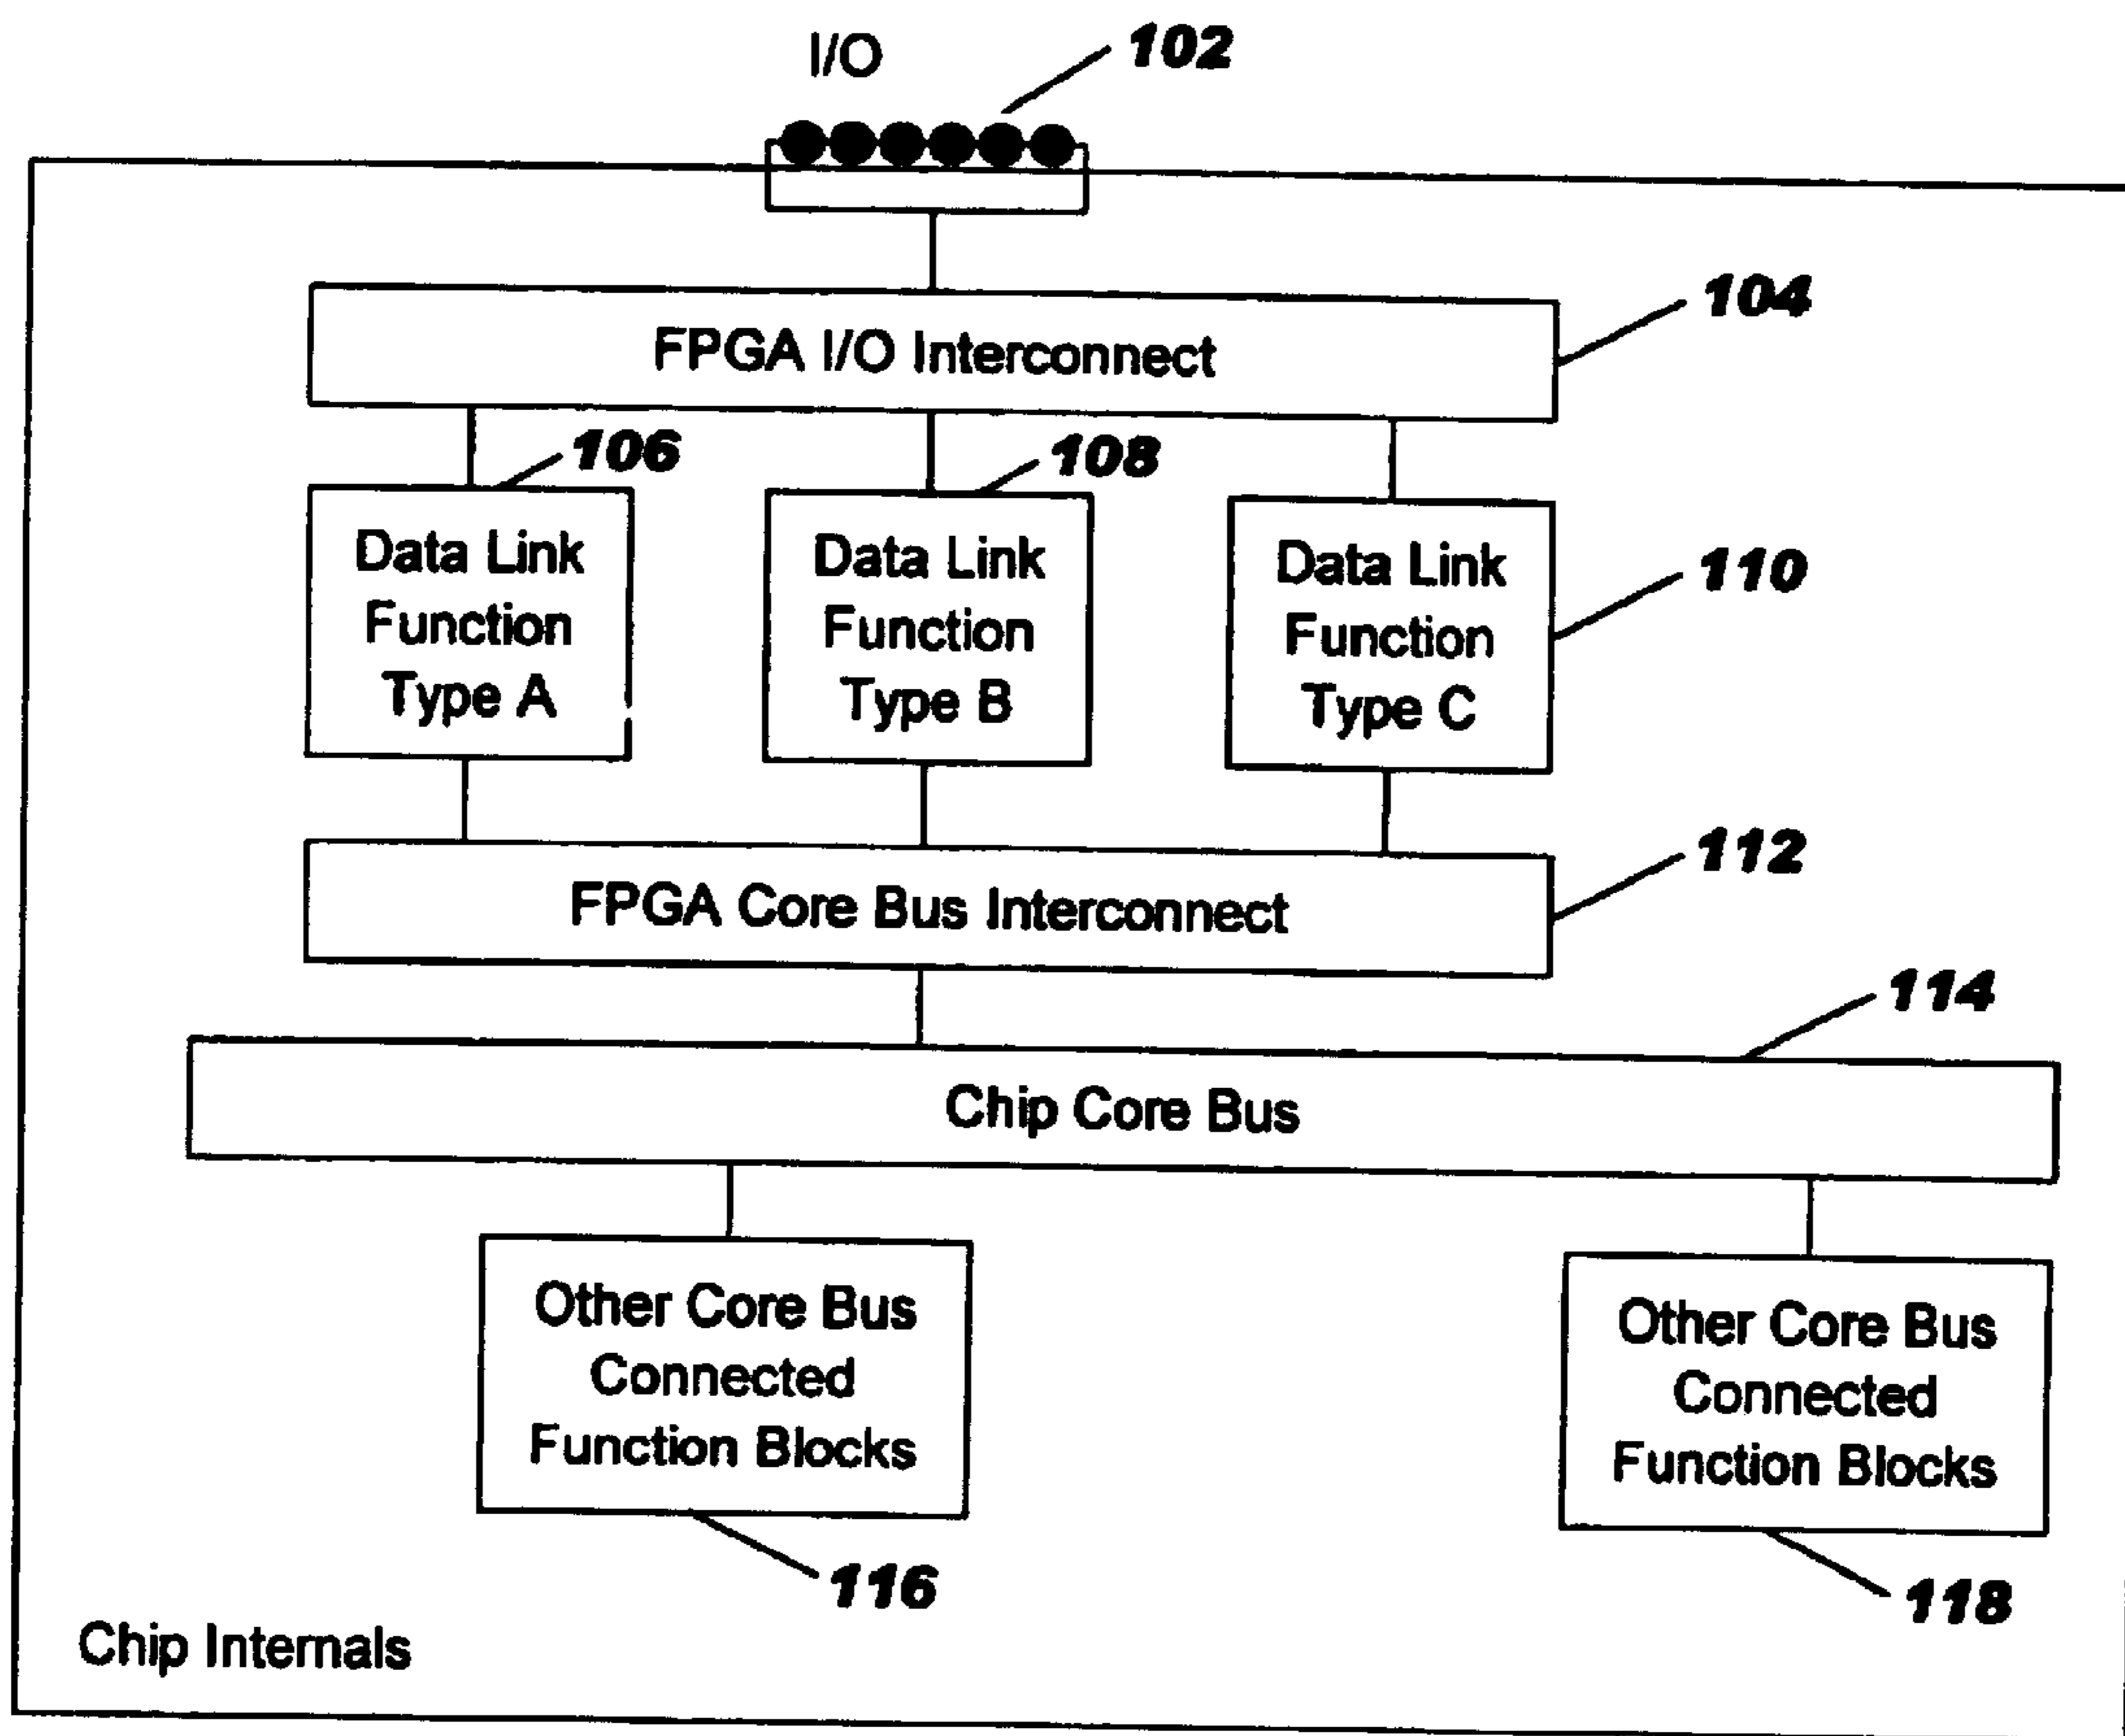 I/O
102
FPGA I/O Interconnect
104
106
108
Data Link
Function
Type A
Data Link
Function
Type B
Data Link
Function
Type C
110
FPGA Core Bus Interconnect
112
114
Chip Core Bus
Other Core Bus
Connected
Function Blocks
116
Other Core Bus
Connected
Function Blocks
118
Chip Internals